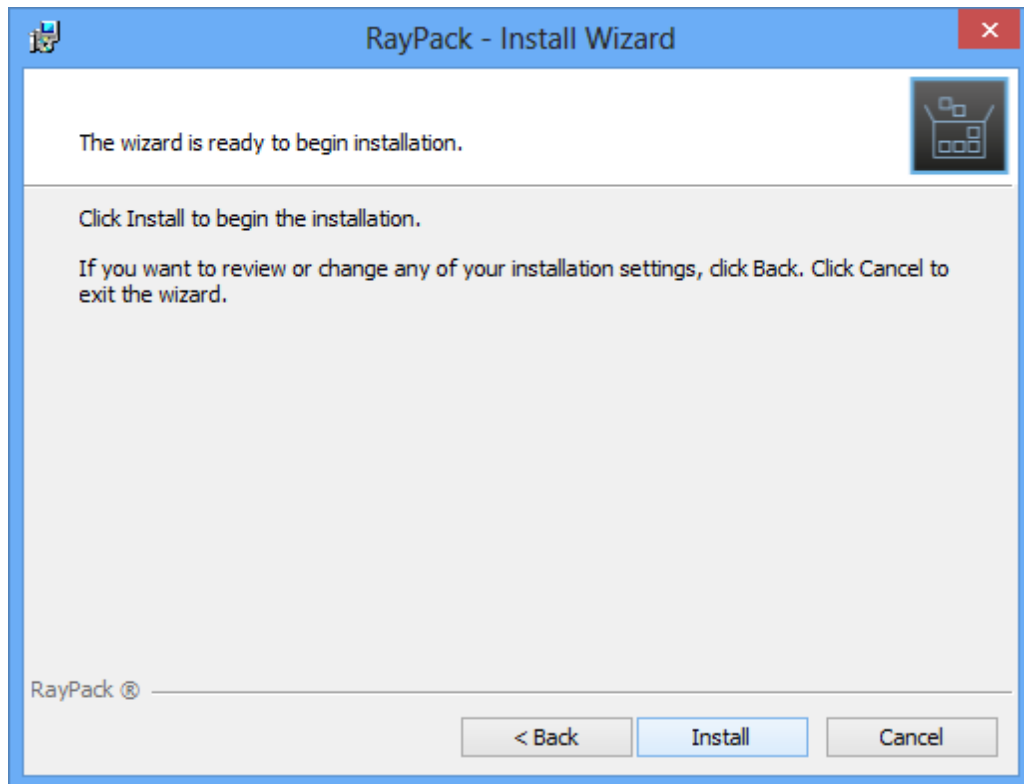 RayPack - Install Wizard
The wizard is ready to begin installation.
Click Install to begin the installation.
If you want to review or change any of your installation settings, click Back. Click Cancel to
exit the wizard.
RayPack ®
< Back Install Cancel